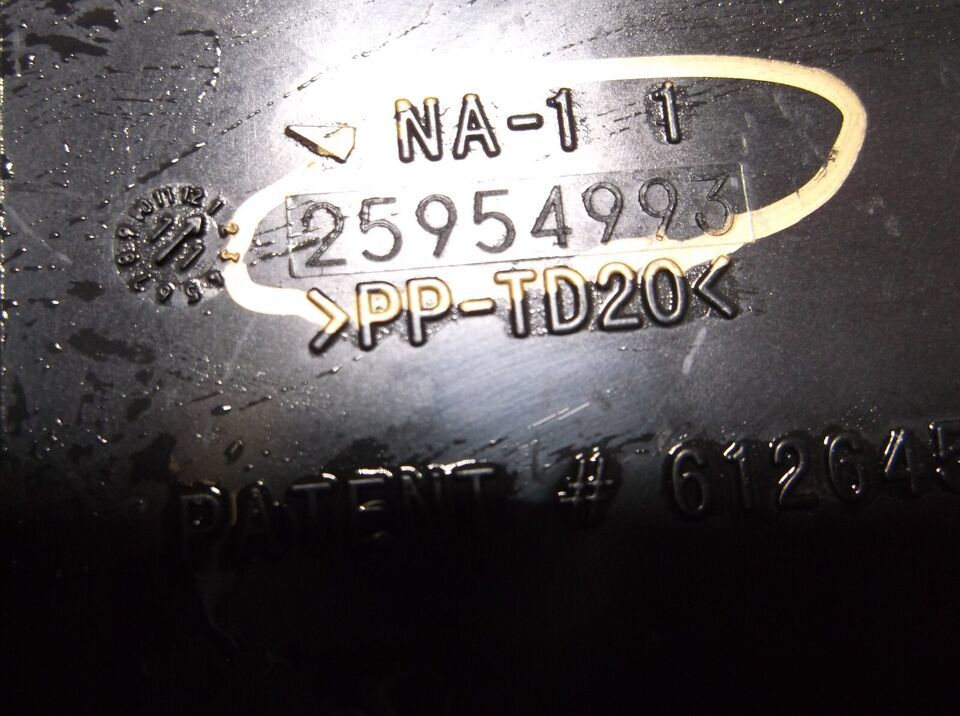 NA-1 1
25954993
>PP-TD20<
PATENT # 612645